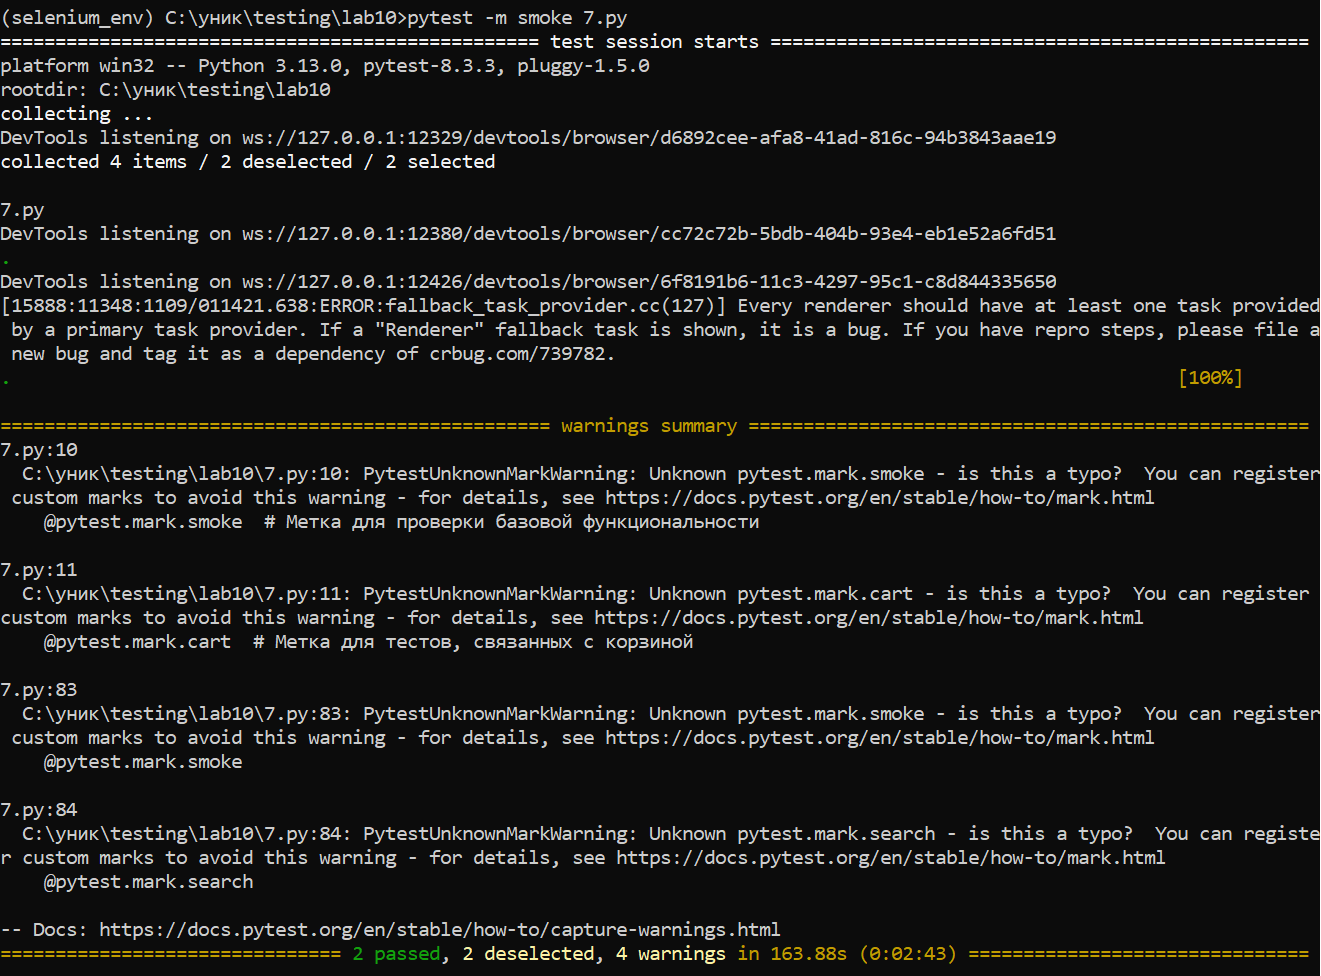 (selenium_env) C:\уник\testing\lab10>pytest -m smoke 7.py
================================================= test session starts =================================================
platform win32 -- Python 3.13.0, pytest-8.3.3, pluggy-1.5.0
rootdir: C:\уник\testing\lab10
collecting ...
DevTools listening on ws://127.0.0.1:12329/devtools/browser/d6892cee-afa8-41ad-816c-94b3843aae19
collected 4 items / 2 deselected / 2 selected

7.py
DevTools listening on ws://127.0.0.1:12380/devtools/browser/cc72c72b-5bdb-404b-93e4-eb1e52a6fd51
.
DevTools listening on ws://127.0.0.1:12426/devtools/browser/6f8191b6-11c3-4297-95c1-c8d844335650
[15888:11348:1109/011421.638:ERROR:fallback_task_provider.cc(127)] Every renderer should have at least one task provided
 by a primary task provider. If a "Renderer" fallback task is shown, it is a bug. If you have repro steps, please file a
 new bug and tag it as a dependency of crbug.com/739782.
.                                                                                                          [100%]

================================================== warnings summary ===================================================
7.py:10
  C:\уник\testing\lab10\7.py:10: PytestUnknownMarkWarning: Unknown pytest.mark.smoke - is this a typo?  You can register
 custom marks to avoid this warning - for details, see https://docs.pytest.org/en/stable/how-to/mark.html
    @pytest.mark.smoke  # Метка для проверки базовой функциональности

7.py:11
  C:\уник\testing\lab10\7.py:11: PytestUnknownMarkWarning: Unknown pytest.mark.cart - is this a typo?  You can register
custom marks to avoid this warning - for details, see https://docs.pytest.org/en/stable/how-to/mark.html
    @pytest.mark.cart  # Метка для тестов, связанных с корзиной

7.py:83
  C:\уник\testing\lab10\7.py:83: PytestUnknownMarkWarning: Unknown pytest.mark.smoke - is this a typo?  You can register
 custom marks to avoid this warning - for details, see https://docs.pytest.org/en/stable/how-to/mark.html
    @pytest.mark.smoke

7.py:84
  C:\уник\testing\lab10\7.py:84: PytestUnknownMarkWarning: Unknown pytest.mark.search - is this a typo?  You can registe
r custom marks to avoid this warning - for details, see https://docs.pytest.org/en/stable/how-to/mark.html
    @pytest.mark.search

-- Docs: https://docs.pytest.org/en/stable/how-to/capture-warnings.html
=============================== 2 passed, 2 deselected, 4 warnings in 163.88s (0:02:43) ===============================